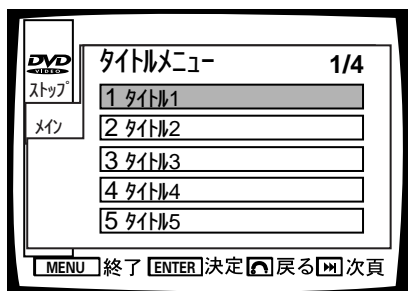 DVD
VIDEO
ストップ
メイン
タイトルメニュー 1/4
1 タイトル1
2 タイトル2
3 タイトル3
4 タイトル4
5 タイトル5
MENU 終了 ENTER 決定 戻る 次頁